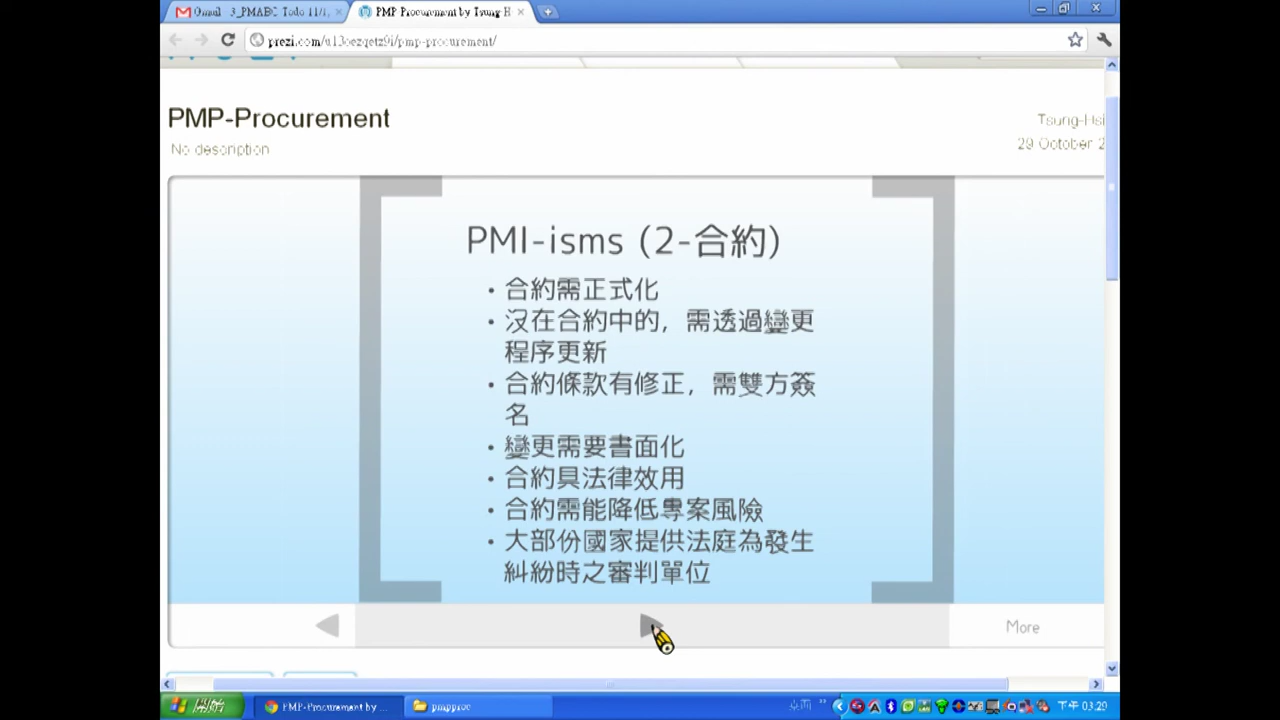 3_PMABC Todo 11/1,
PMP-Procurement by Tsung-H
prezi.com/u13oezqetz9i/pmp-procurement/
PMP-Procurement
Tsung-Hsi
No description
29 October 2
PMI-isms (2-合約)
• 合約需正式化
• 沒在合約中的, 需透過變更
程序更新
• 合約條款有修正, 需雙方簽
名
• 變更需要書面化
• 合約具法律效用
• 合約需能降低專案風險
• 大部份國家提供法庭為發生
糾紛時之審判單位
More
開始
PMP-Procurement by ...
pmpproc
下午 03:20